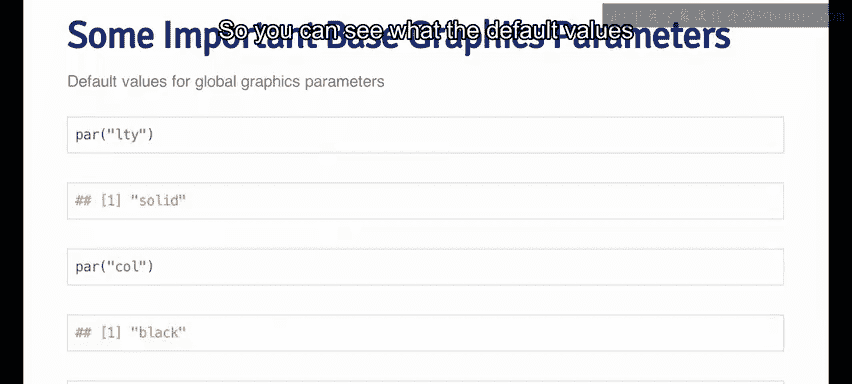 Some Important Base Graphics Parameters
So you can see what the default values
Default values for global graphics parameters
par("lty")
## [1] "solid"
par("col")
## [1] "black"